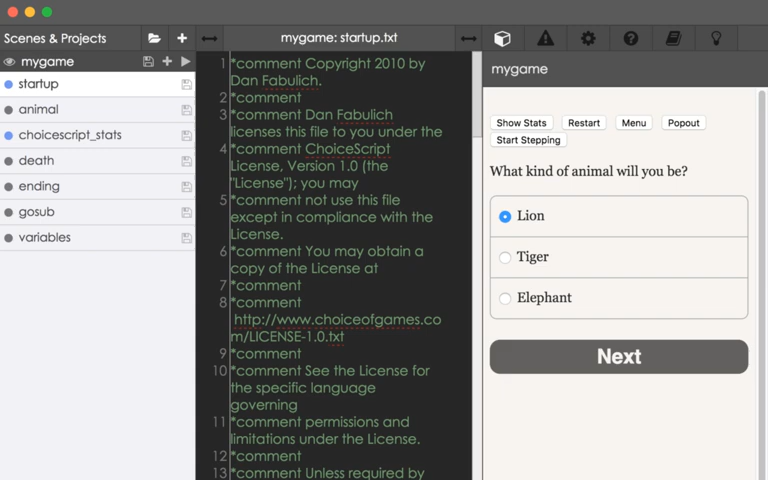 Scenes & Projects
mygame: startup.txt
mygame
startup
animal
choicescript_stats
death
ending
gosub
variables
1 *comment Copyright 2010 by
Dan Fabulich.
2 *comment
3 *comment Dan Fabulich
licenses this file to you under the
4 *comment ChoiceScript
License, Version 1.0 (the
"License"); you may
5 *comment not use this file
except in compliance with the
License.
6 *comment You may obtain a
copy of the License at
7 *comment
8 *comment
http://www.choiceofgames.co
m/LICENSE-1.0.txt
9 *comment
10 *comment See the License for
the specific language
governing
11 *comment permissions and
limitations under the License.
12 *comment
13 *comment Unless required by
mygame
Show Stats Restart Menu Popout
Start Stepping
What kind of animal will you be?
Lion
Tiger
Elephant
Next